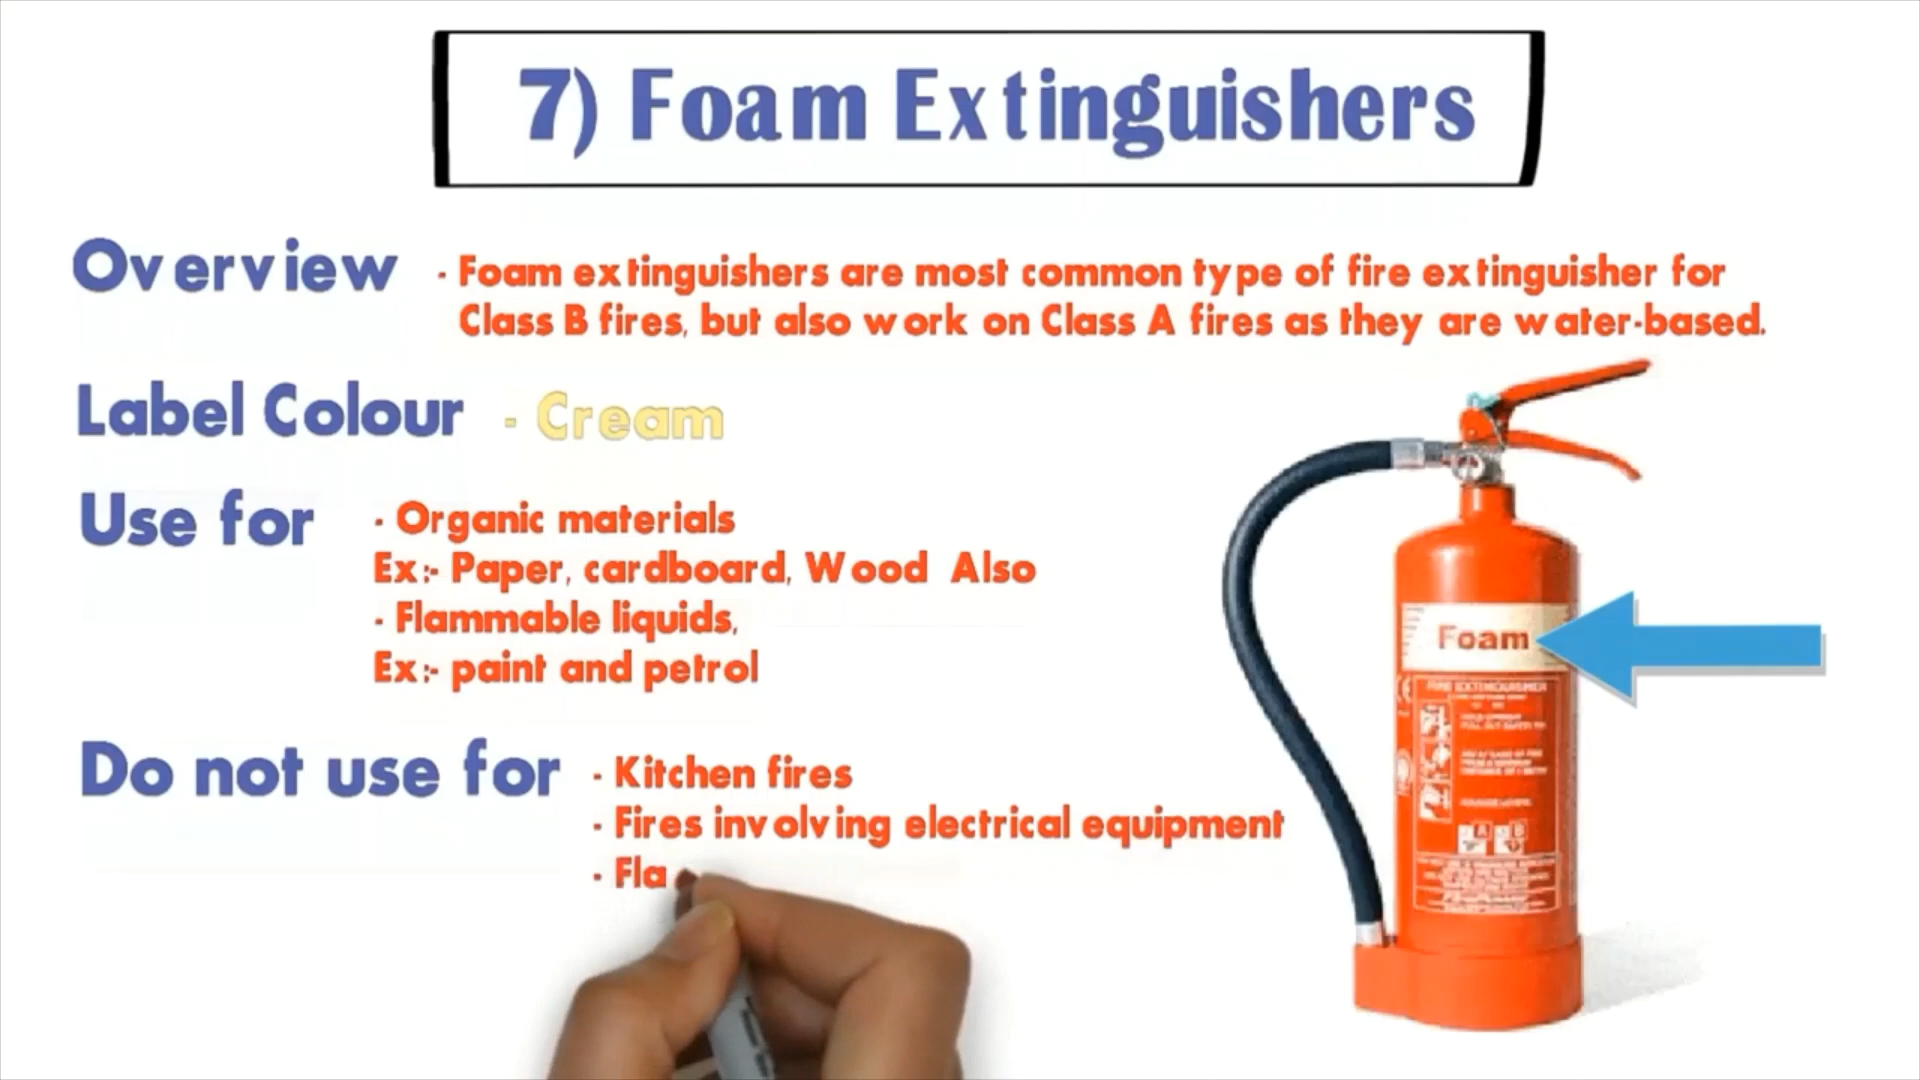 7) Foam Extinguishers
Overview - Foam extinguishers are most common type of fire extinguisher for
Class B fires, but also work on Class A fires as they are water-based.
Label Colour - Cream
Use for - Organic materials
Ex:- Paper, cardboard, Wood Also
- Flammable liquids,
Ex:- paint and petrol
Do not use for - Kitchen fires
- Fires involving electrical equipment
- Fla
Foam
FIRE EXTINGUISHER
A B